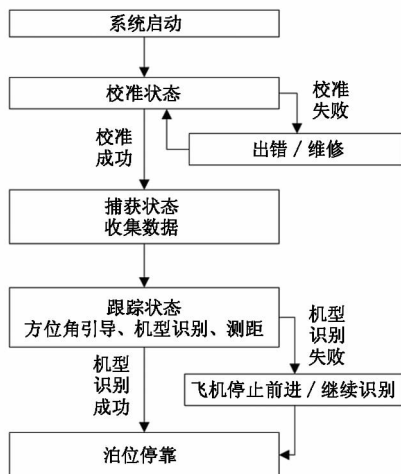 系统启动
校准状态
校准
失败
校准
成功
出错/维修
捕获状态
收集数据
跟踪状态
方位角引导、机型识别、测距
机型
识别
失败
机型
识别
成功
飞机停止前进/继续识别
泊位停靠